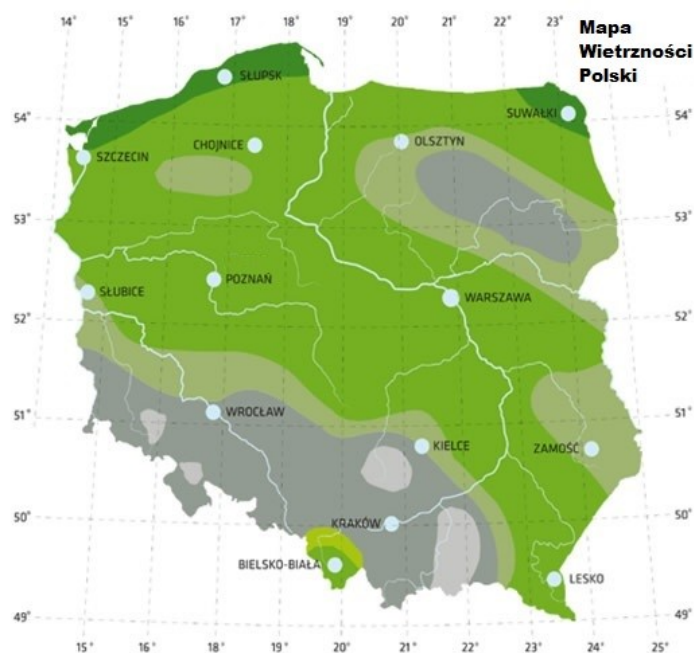 14° 15° 16° 17° 18° 19° 20° 21° 22° 23°
Mapa
Wietrzności
Polski
SŁUPSK
54° SUWAŁKI 54°
CHOJNICE OLSZTYN
SZCZECIN
53° 53°
POZNAŃ
SŁUBICE WARSZAWA
52° 52°
WROCŁAW
51° 51°
KIELCE ZAMOŚĆ
50° KRAKÓW 50°
BIELSKO-BIAŁA LESKO
49° 49°
15° 16° 18° 19° 20° 21° 22° 23° 24° 25°